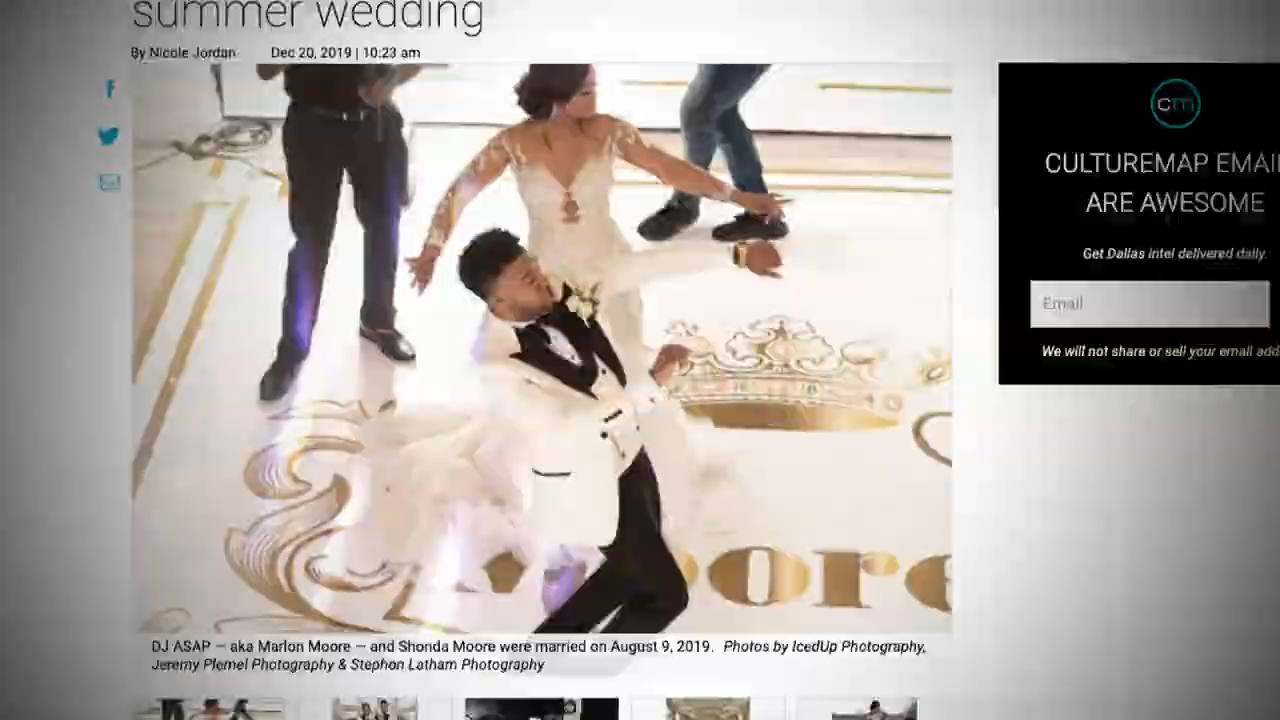 summer wedding
By Nicole Jordan Dec 20, 2019 | 10:23 am
cm
CULTUREMAP EMAI
ARE AWESOME
Get Dallas intel delivered daily.
Email
We will not share or sell your email add
oore
DJ ASAP — aka Marlon Moore — and Shonda Moore were married on August 9, 2019. Photos by IcedUp Photography,
Jeremy Plemel Photography & Stephon Latham Photography